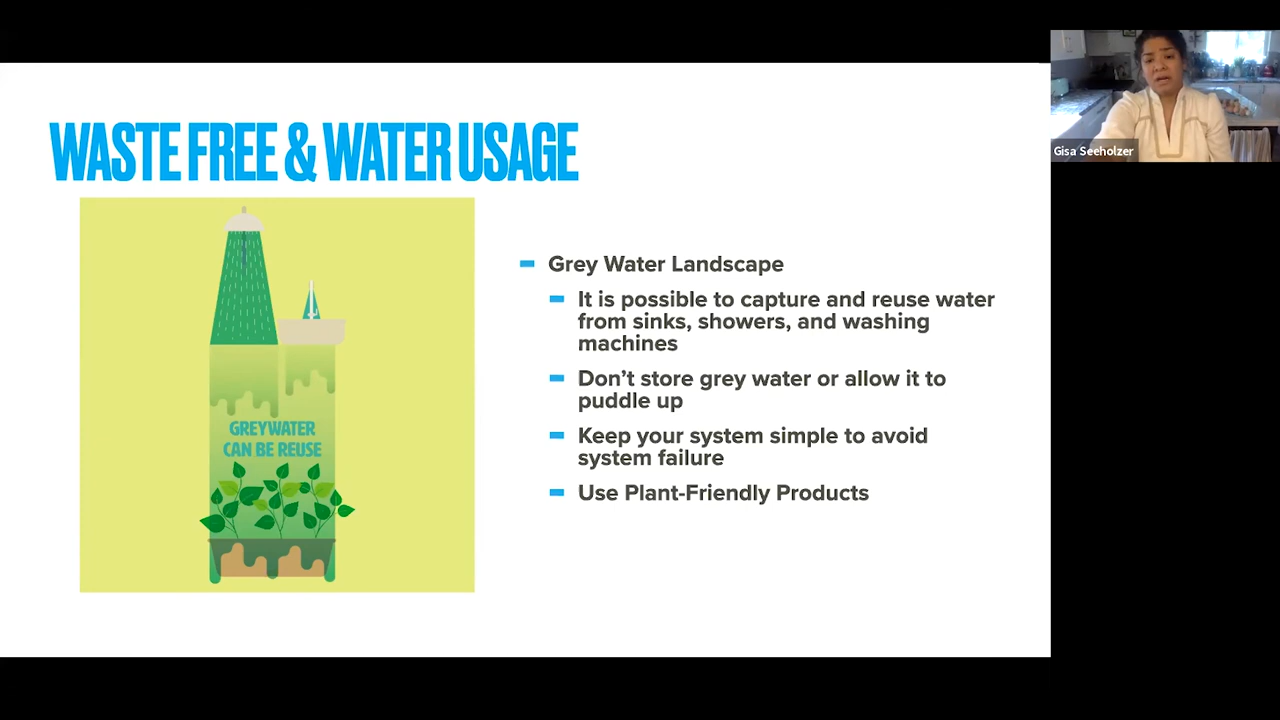 WASTE FREE & WATER USAGE
GREYWATER
CAN BE REUSE
Grey Water Landscape
It is possible to capture and reuse water
from sinks, showers, and washing
machines
Don’t store grey water or allow it to
puddle up
Keep your system simple to avoid
system failure
Use Plant-Friendly Products
Gisa Seeholzer